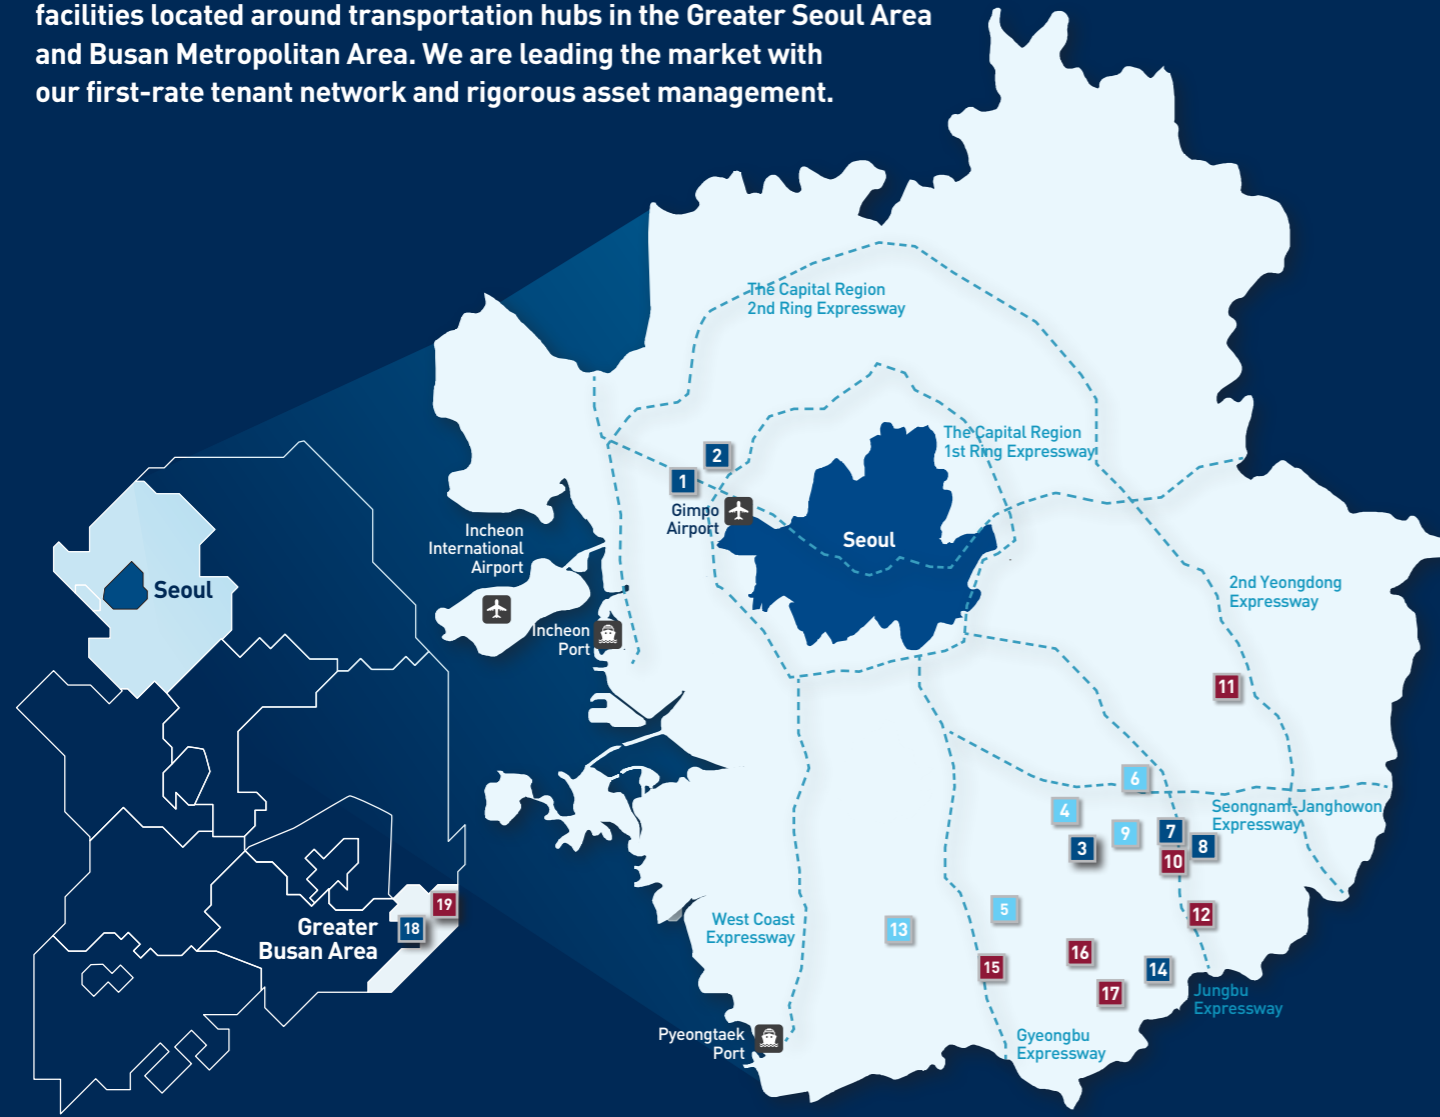 facilities located around transportation hubs in the Greater Seoul Area
and Busan Metropolitan Area. We are leading the market with
our first-rate tenant network and rigorous asset management.
The Capital Region
2nd Ring Expressway
The Capital Region
1st Ring Expressway
2
1
Gimpo
Airport
Seoul
Incheon
International
Airport
Incheon
Port
Seoul
2nd Yeongdong
Expressway
11
6
4
9
7
8
3
10
Seongnam-Janghowon
Expressway
5
12
13
West Coast
Expressway
16
15
14
17
Jungbu
Expressway
Gyeongbu
Expressway
Pyeongtaek
Port
19
18
Greater
Busan Area